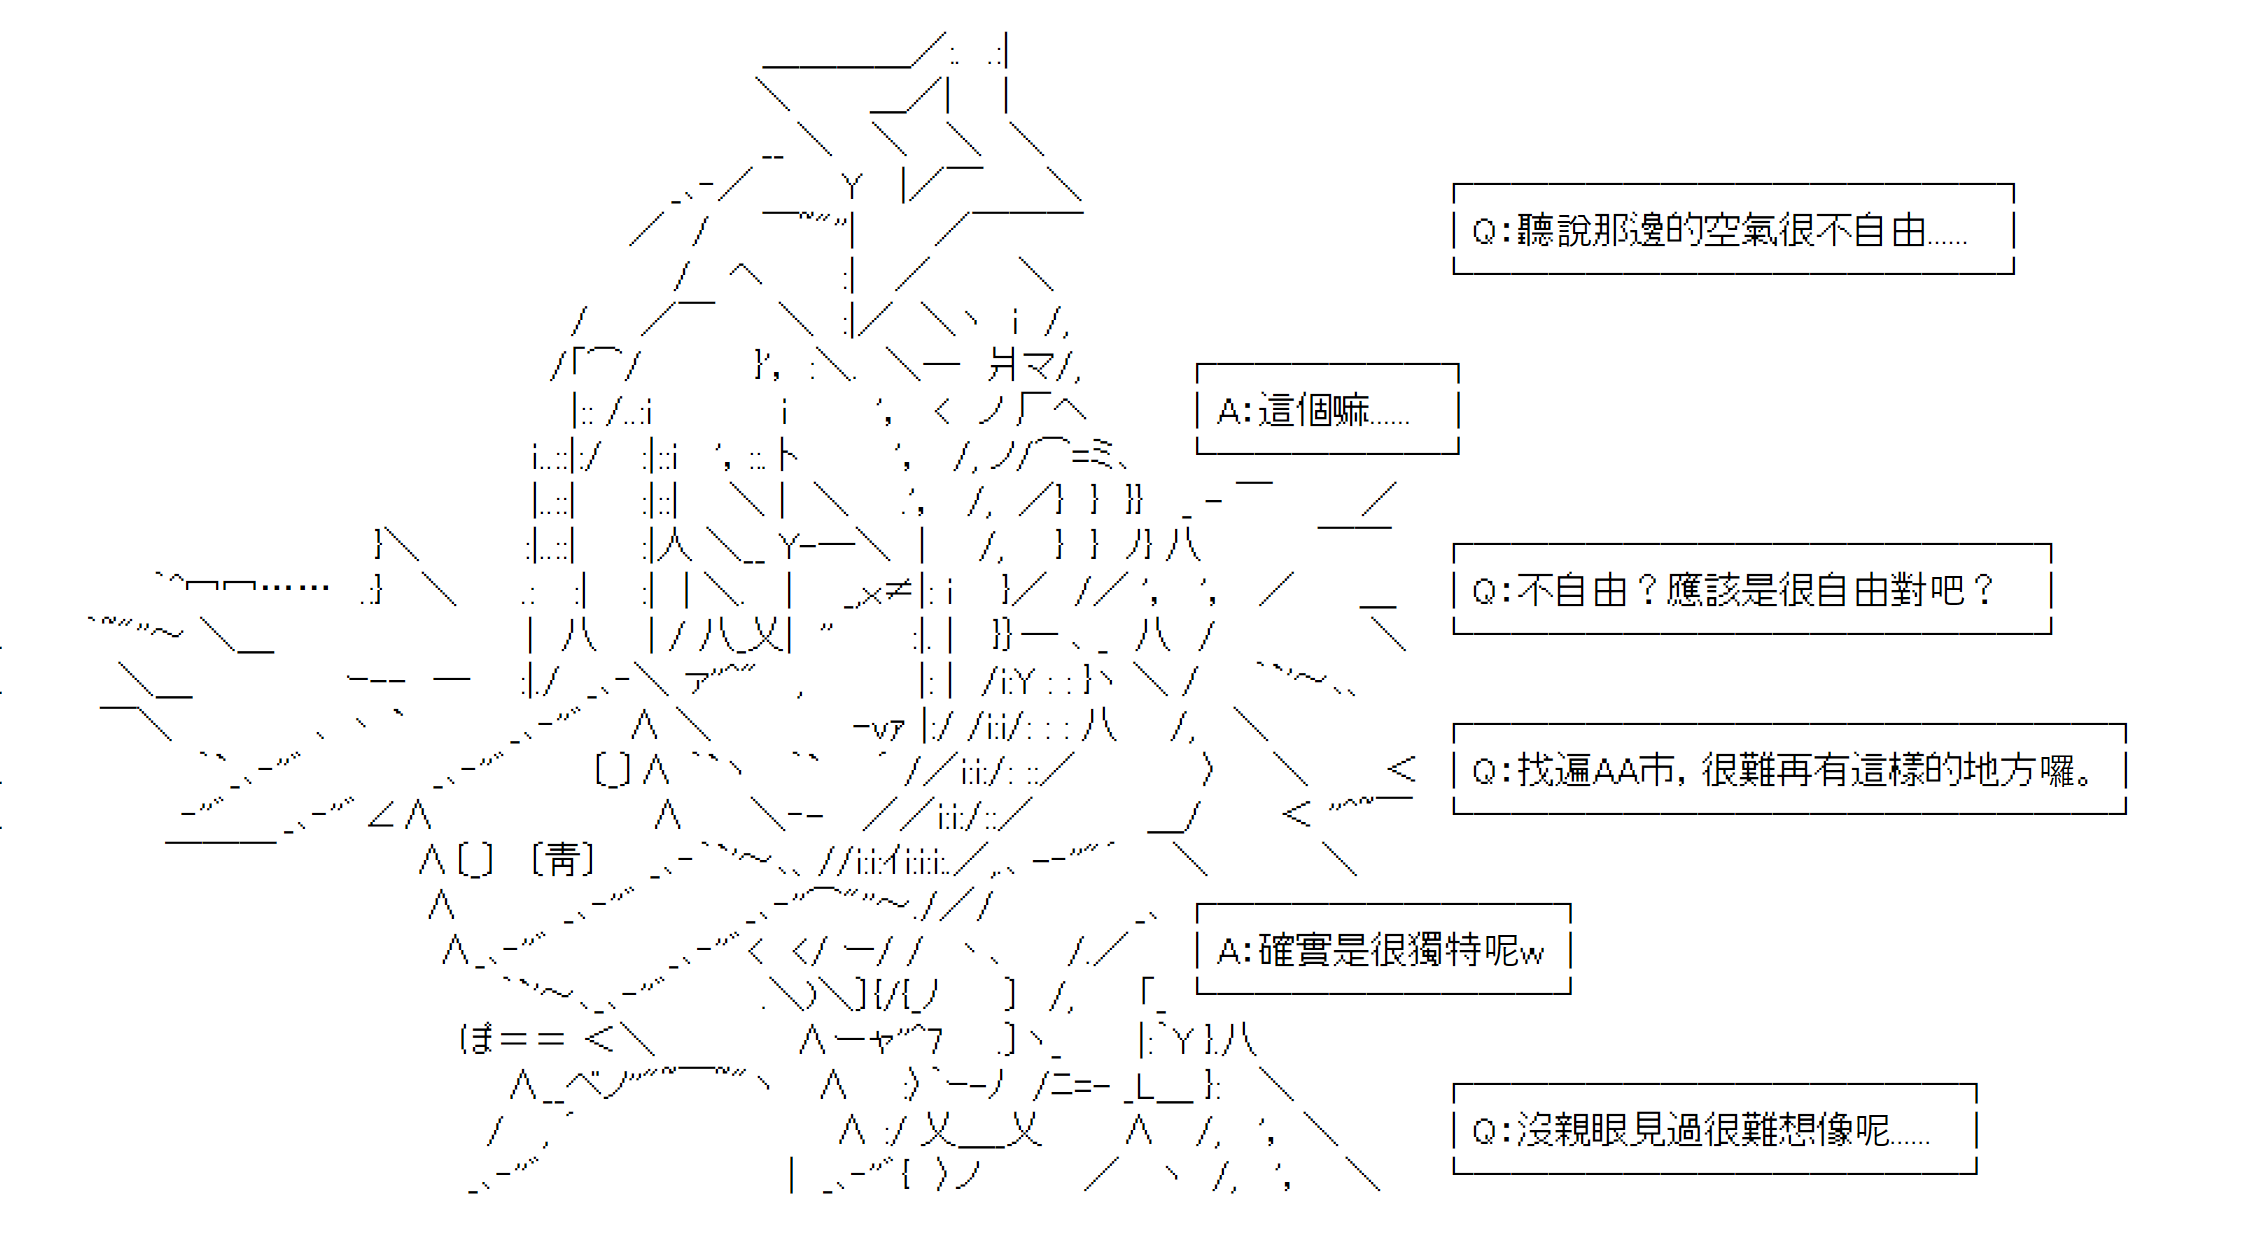 Q:聽說那邊的空氣很不自由......
A:這個嘛......
Q:不自由？應該是很自由對吧？
Q:找遍AA市，很難再有這樣的地方囉。
[青]
A:確實是很獨特呢w
Q:沒親眼見過很難想像呢......